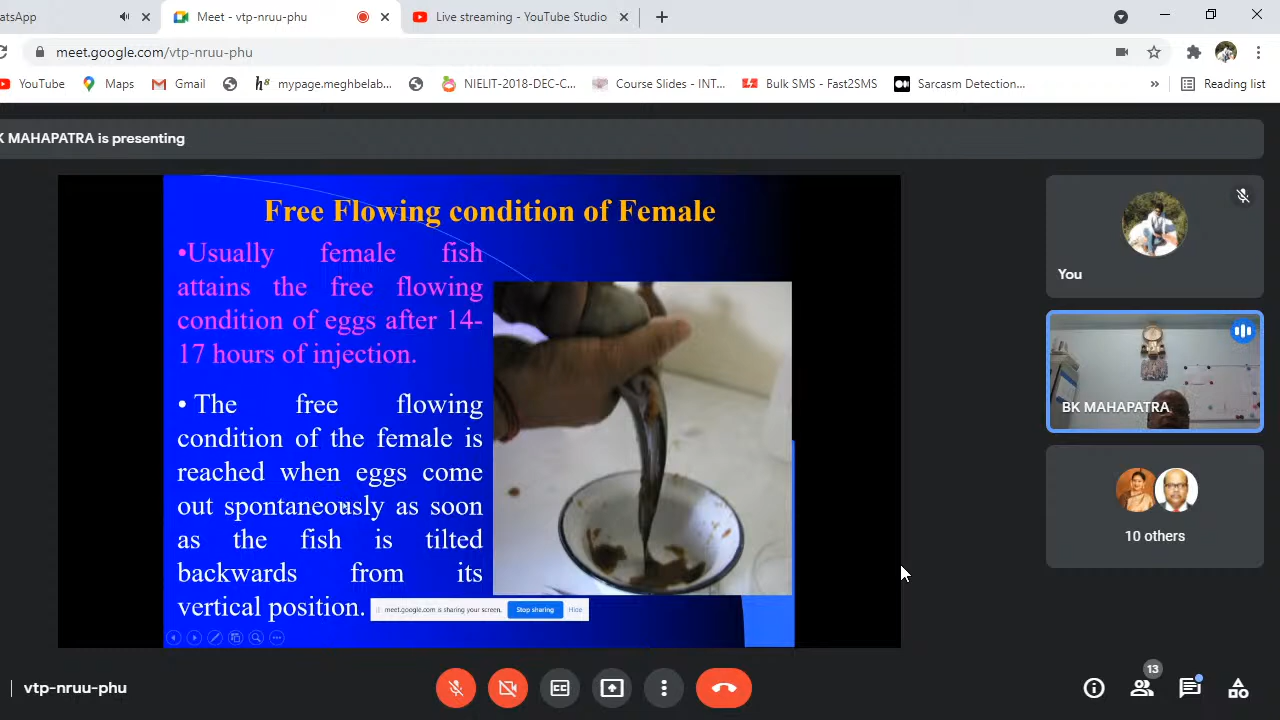 atsApp
Meet - vtp-nruu-phu
Live streaming - YouTube Studio
meet.google.com/vtp-nruu-phu
YouTube
Maps
Gmail
mypage.meghbelab...
NIELIT-2018-DEC-C...
Course Slides - INT...
Bulk SMS - Fast2SMS
Sarcasm Detection...
»
Reading list
K MAHAPATRA is presenting
Free Flowing condition of Female
•Usually female fish
attains the free flowing
condition of eggs after 14-
17 hours of injection.
• The free flowing
condition of the female is
reached when eggs come
out spontaneously as soon
as the fish is tilted
backwards from its
vertical position.
meet.google.com is sharing your screen.
Stop sharing
Hide
You
BK MAHAPATRA
10 others
vtp-nruu-phu
CC
13